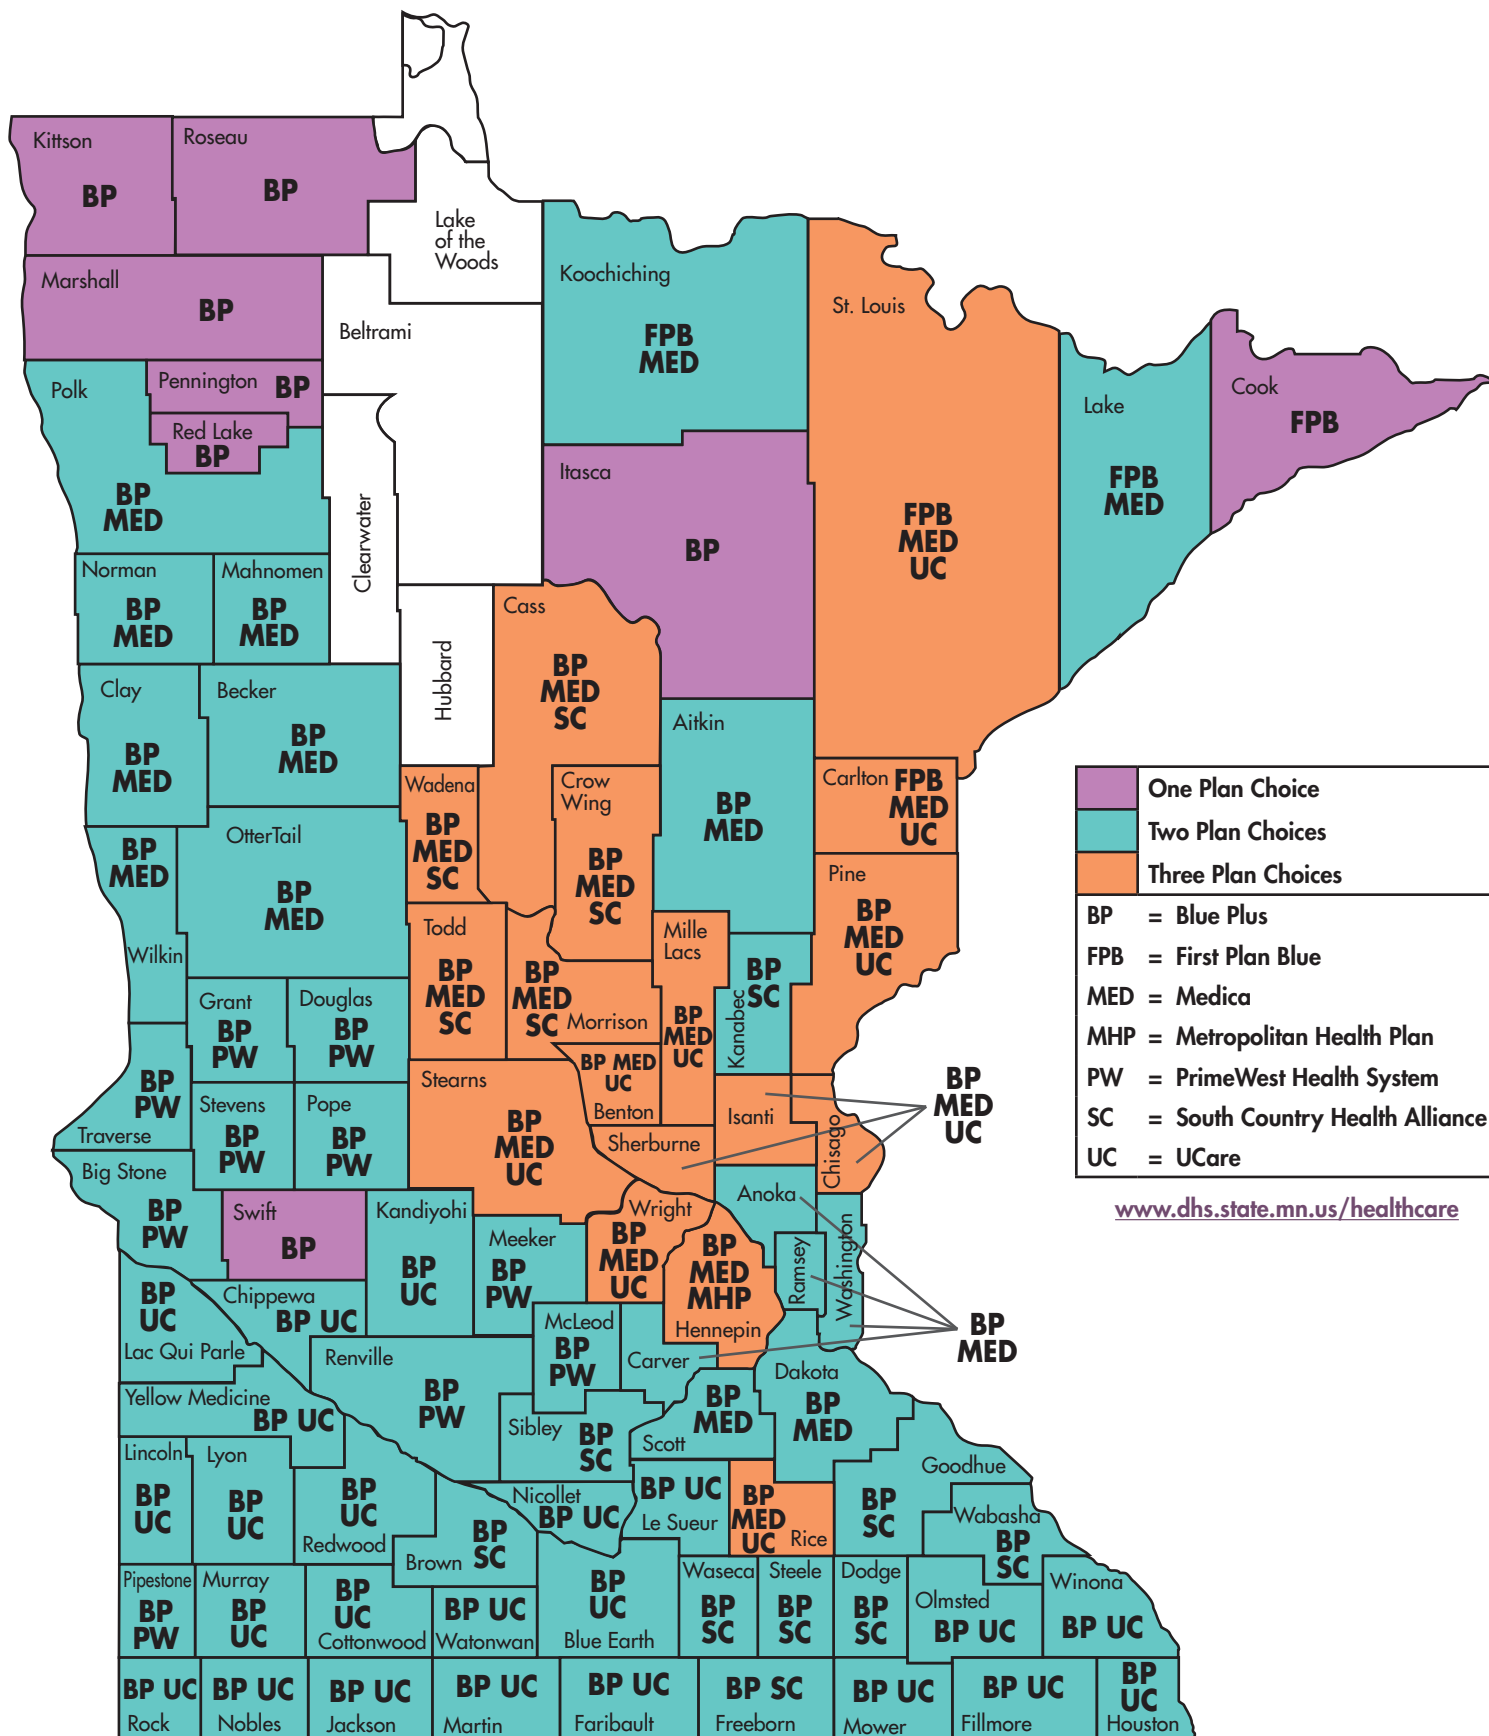 Kittson
BP
Roseau
BP
Lake
of the
Woods
Marshall
BP
Beltrami
Koochiching
FPB
MED
St. Louis
FPB
MED
UC
Lake
FPB
MED
Cook
FPB
Polk
BP
MED
Pennington BP
Red Lake
BP
Clearwater
Itasca
BP
Norman
BP
MED
Mahnomen
BP
MED
Hubbard
Cass
BP
MED
SC
Clay
BP
MED
Becker
BP
MED
Aitkin
BP
MED
Wadena
BP
MED
SC
Crow
Wing
BP
MED
SC
Carlton FPB
MED
UC
BP
MED
Wilkin
OtterTail
BP
MED
Pine
BP
MED
UC
Todd
BP
MED
SC
BP
MED
SC Morrison
Mille
Lacs
BP
MED
UC
Kanabec
BP
SC
Grant
BP
PW
Douglas
BP
PW
BP
PW
Traverse
Stevens
BP
PW
Pope
BP
PW
Stearns
BP
MED
UC
BP MED
UC
Benton
Sherburne
Isanti
Chisago
BP
MED
UC
Big Stone
BP
PW
Swift
BP
Kandiyohi
BP
UC
Meeker
BP
PW
Wright
BP
MED
UC
BP
MED
MHP
Hennepin
Anoka
Ramsey
Washington
BP
MED
BP
UC
Lac Qui Parle
Chippewa
BP UC
Renville
BP
PW
McLeod
BP
PW
Carver
Dakota
BP
MED
Yellow Medicine
BP UC
Sibley
BP
SC
BP
MED
Scott
Lincoln
BP
UC
Lyon
BP
UC
BP
UC
Redwood
Brown
BP
SC
Nicollet
BP UC
BP UC
Le Sueur
BP
MED
UC Rice
Goodhue
BP
SC
Wabasha
BP
SC
Pipestone
BP
PW
Murray
BP
UC
BP
UC
Cottonwood
BP UC
Watonwan
BP
UC
Blue Earth
Waseca
BP
SC
Steele
BP
SC
Dodge
BP
SC
Olmsted
BP UC
Winona
BP UC
BP UC
Rock
BP UC
Nobles
BP UC
Jackson
BP UC
Martin
BP UC
Faribault
BP SC
Freeborn
BP UC
Mower
BP UC
Fillmore
BP
UC
Houston
One Plan Choice
Two Plan Choices
Three Plan Choices
BP = Blue Plus
FPB = First Plan Blue
MED = Medica
MHP = Metropolitan Health Plan
PW = PrimeWest Health System
SC = South Country Health Alliance
UC = UCare
www.dhs.state.mn.us/healthcare